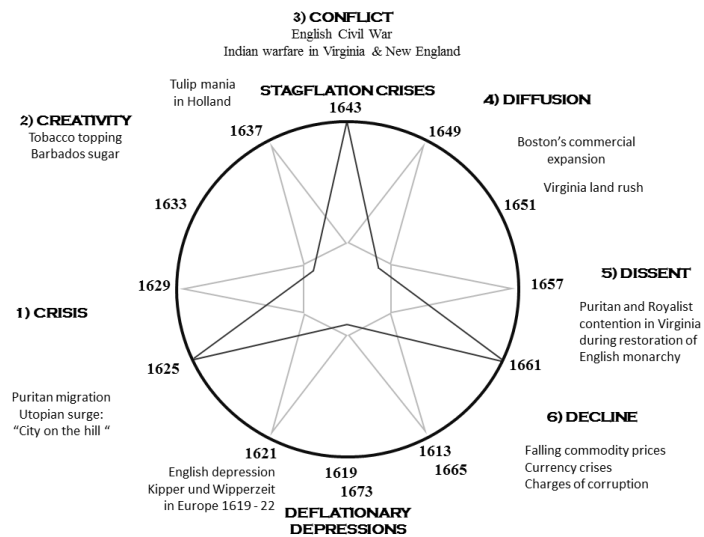 3) CONFLICT
English Civil War
Indian warfare in Virginia & New England
Tulip mania
in Holland
STAGFLATION CRISES
1643
4) DIFFUSION
2) CREATIVITY
Tobacco topping
Barbados sugar
1637
1649
Boston's commercial
expansion
Virginia land rush
1633
1651
1629
1657
5) DISSENT
Puritan and Royalist
contention in Virginia
during restoration of
English monarchy
1) CRISIS
1625
1661
Puritan migration
Utopian surge:
"City on the hill "
6) DECLINE
Falling commodity prices
Currency crises
Charges of corruption
1621
1613
1665
English depression
Kipper und Wipperzeit
in Europe 1619 - 22
1619
1673
DEFLATIONARY
DEPRESSIONS